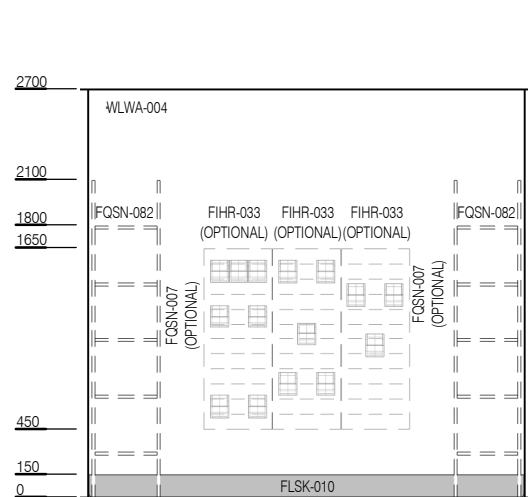 2700
WLWA-004
2100
FQSN-082
FIHR-033
(OPTIONAL)
FIHR-033
(OPTIONAL)
FIHR-033
(OPTIONAL)
FQSN-082
1800
1650
FQSN-007
(OPTIONAL)
FQSN-007
(OPTIONAL)
450
150
FLSK-010
0